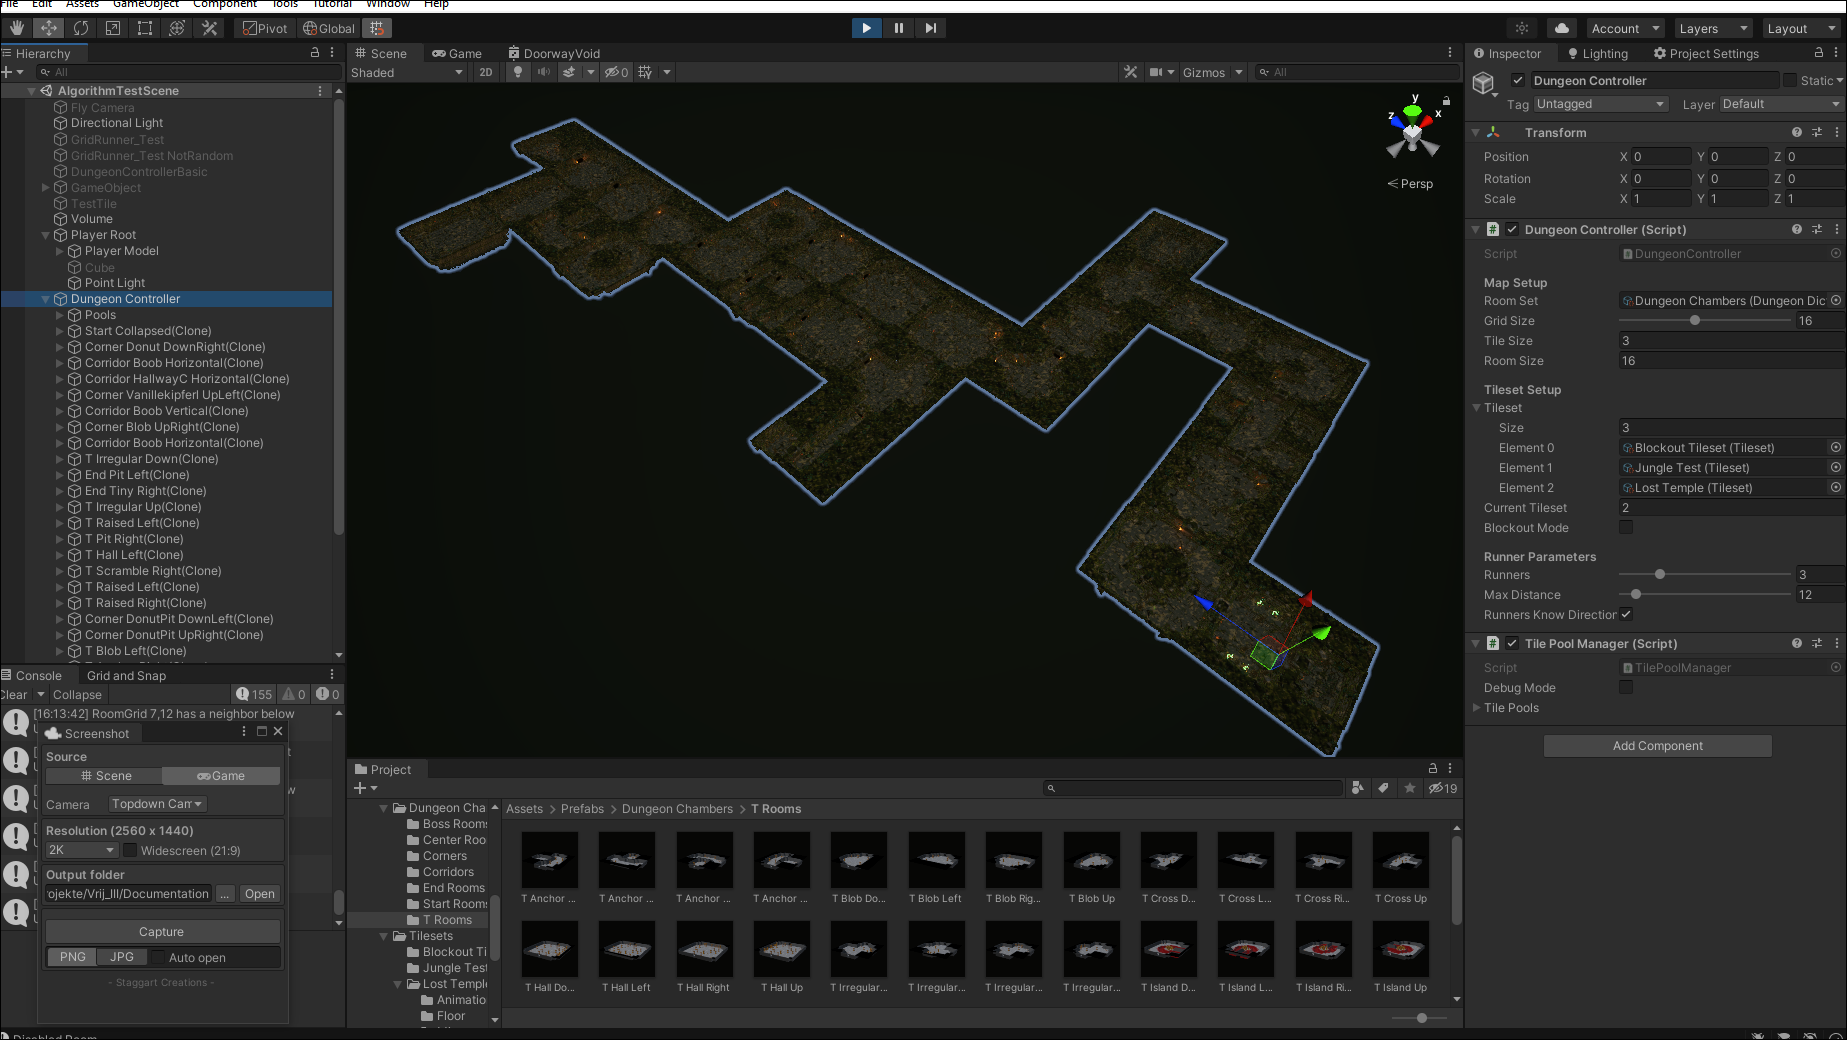 File Edit Assets GameObject Component Tools Tutorial Window Help
Pivot Global
Account Layers Layout
Hierarchy
All
AlgorithmTestScene
Fly Camera
Directional Light
GridRunner_Test
GridRunner_Test NotRandom
DungeonControllerBasic
GameObject
TestTile
Volume
Player Root
Player Model
Cube
Point Light
Dungeon Controller
Pools
Start Collapsed(Clone)
Corner Donut DownRight(Clone)
Corridor Boob Horizontal(Clone)
Corridor HallwayC Horizontal(Clone)
Corner Vanillekipferl UpLeft(Clone)
Corridor Boob Vertical(Clone)
Corner Blob UpRight(Clone)
Corridor Boob Horizontal(Clone)
T Irregular Down(Clone)
End Pit Left(Clone)
End Tiny Right(Clone)
T Irregular Up(Clone)
T Raised Left(Clone)
T Pit Right(Clone)
T Hall Left(Clone)
T Scramble Right(Clone)
T Raised Left(Clone)
T Raised Right(Clone)
Corner DonutPit DownLeft(Clone)
Corner DonutPit UpRight(Clone)
T Blob Left(Clone)
Scene Game DoorwayVoid
Shaded 2D 0 Gizmos All
y
z x
Persp
Inspector Lighting Project Settings
Dungeon Controller Static
Tag Untagged Layer Default
Transform
Position X 0 Y 0 Z 0
Rotation X 0 Y 0 Z 0
Scale X 1 Y 1 Z 1
Dungeon Controller (Script)
Script DungeonController
Map Setup
Room Set Dungeon Chambers (Dungeon Dic
Grid Size 16
Tile Size 3
Room Size 16
Tileset Setup
Tileset
Size 3
Element 0 Blockout Tileset (Tileset)
Element 1 Jungle Test (Tileset)
Element 2 Lost Temple (Tileset)
Current Tileset 2
Blockout Mode
Runner Parameters
Runners 3
Max Distance 12
Runners Know Direction
Tile Pool Manager (Script)
Script TilePoolManager
Debug Mode
Tile Pools
Add Component
Console Grid and Snap
Clear Collapse 155 0 0
[16:13:42] RoomGrid 7,12 has a neighbor below
Screenshot
Source
Scene Game
Camera Topdown Cam
Resolution (2560 x 1440)
2K Widescreen (21:9)
Output folder
ojekte/Vrij_III/Documentation ... Open
Capture
PNG JPG Auto open
- Staggart Creations -
Project
19
Dungeon Cha
Boss Rooms
Center Roo
Corners
Corridors
End Rooms
Start Rooms
T Rooms
Tilesets
Blockout Ti
Jungle Test
Lost Temple
Animatio
Floor
Assets > Prefabs > Dungeon Chambers > T Rooms
T Anchor ... T Anchor ... T Anchor ... T Anchor ... T Blob Do... T Blob Left T Blob Rig... T Blob Up T Cross D... T Cross L... T Cross Ri... T Cross Up
T Hall Do... T Hall Left T Hall Right T Hall Up T Irregular... T Irregular... T Irregular... T Irregular... T Island D... T Island L... T Island Ri... T Island Up
Disabled Room